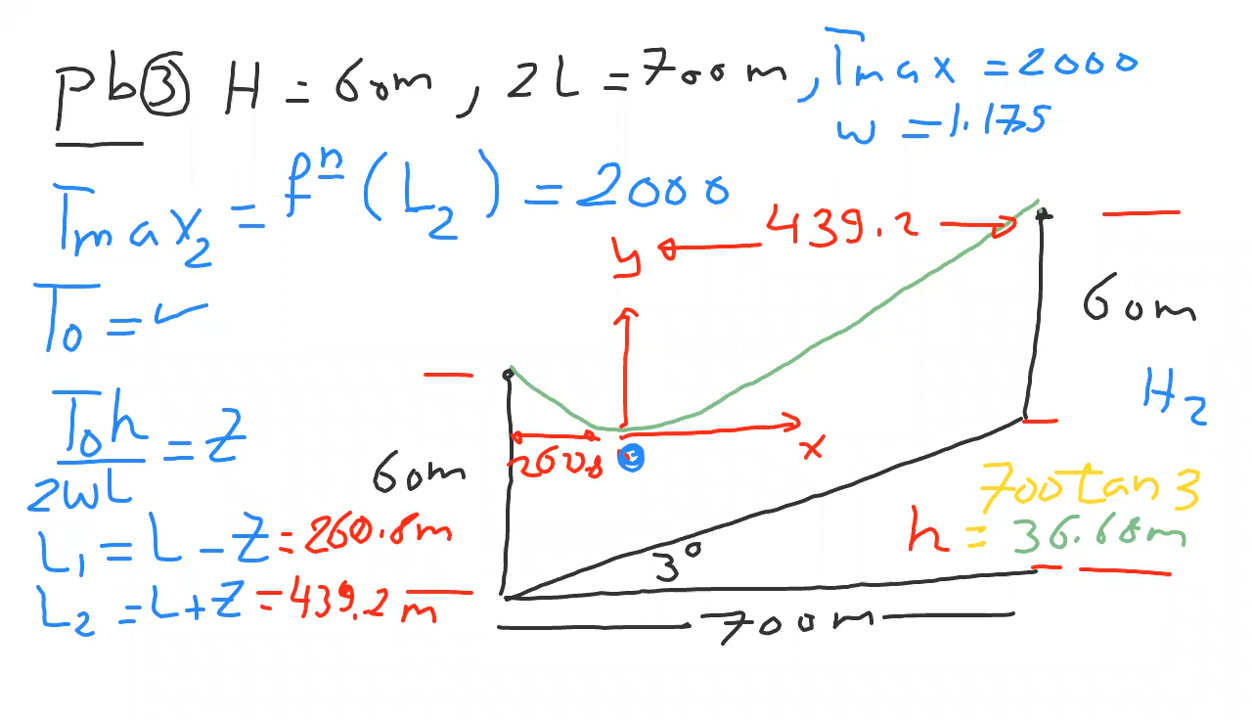 Pb③ H = 60m, 2L = 700m, Tmax = 2000
w = 1.175
Tmax₂ = fⁿ (L₂) = 2000
439.2
y
T₀ = ✓
60m
H₂
T₀h / 2wL = Z
x
260.8
60m
700tan3
h = 36.68m
L₁ = L - Z = 260.8m
3°
L₂ = L + Z = 439.2 m
700m